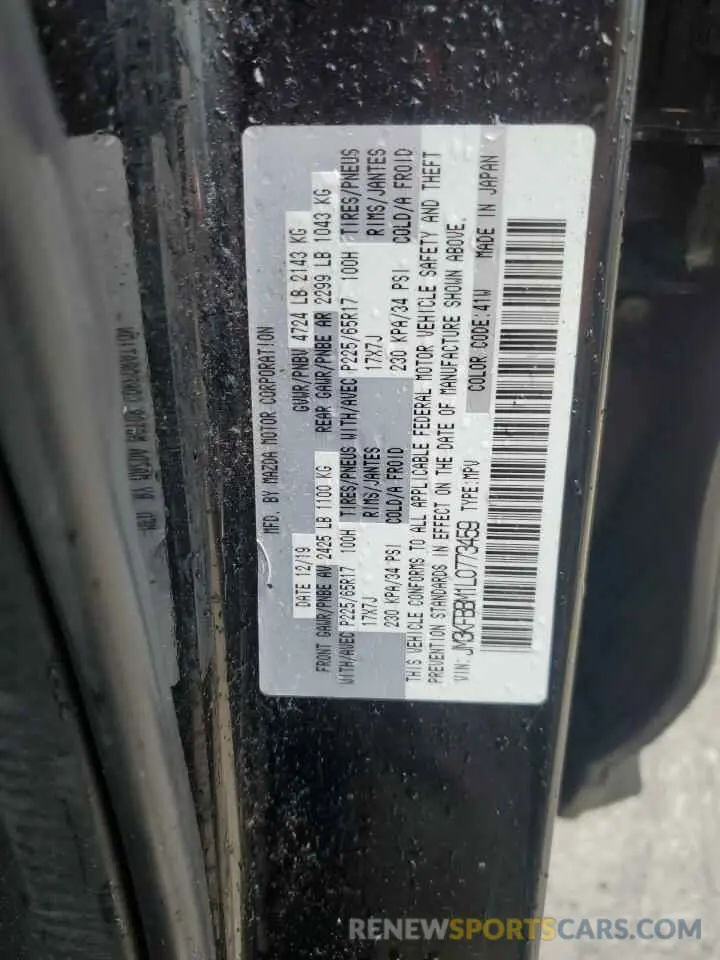 MFD. BY MAZDA MOTOR CORPORATION
DATE 12/19
GVWR/PNBV 4724 LB 2143 KG
FRONT GAWR/PNBE AV 2425 LB 1100 KG
REAR GAWR/PNBE AR 2299 LB 1043 KG
WITH/AVEC P225/65R17 100H TIRES/PNEUS WITH/AVEC P225/65R17 100H TIRES/PNEUS
17X7J RIMS/JANTES 17X7J RIMS/JANTES
230 KPA/34 PSI COLD/A FROID 230 KPA/34 PSI COLD/A FROID
THIS VEHICLE CONFORMS TO ALL APPLICABLE FEDERAL MOTOR VEHICLE SAFETY AND THEFT
PREVENTION STANDARDS IN EFFECT ON THE DATE OF MANUFACTURE SHOWN ABOVE.
VIN: JM3KFBBM1L0773459 TYPE:MPV COLOR CODE:41W MADE IN JAPAN
RENEWSPORTSCARS.COM